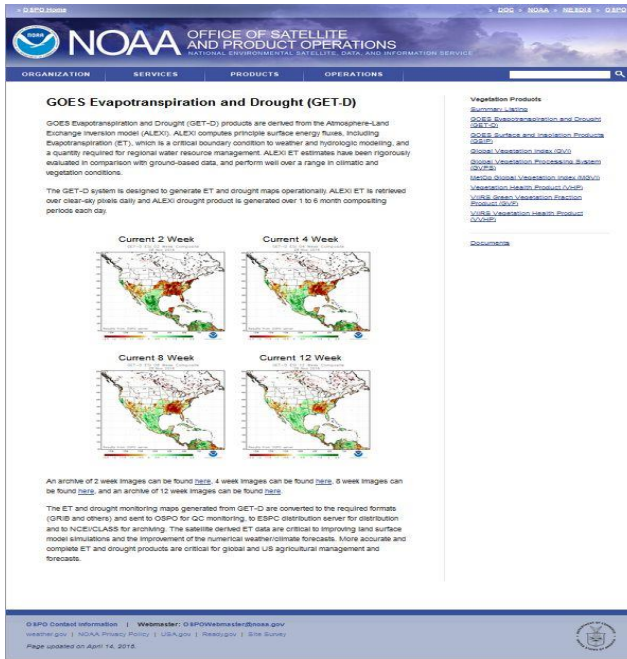 » OSPO Home
» DOC » NOAA » NESDIS » OSPO
NOAA
OFFICE OF SATELLITE
AND PRODUCT OPERATIONS
NATIONAL ENVIRONMENTAL SATELLITE, DATA, AND INFORMATION SERVICE
ORGANIZATION SERVICES PRODUCTS OPERATIONS
GOES Evapotranspiration and Drought (GET-D)
GOES Evapotranspiration and Drought (GET-D) products are derived from the Atmosphere-Land
Exchange Inversion model (ALEXI). ALEXI computes principle surface energy fluxes, including
Evapotranspiration (ET), which is a critical boundary condition to weather and hydrologic modeling, and
a quantity required for regional water resource management. ALEXI ET estimates have been rigorously
evaluated in comparison with ground-based data, and perform well over a range in climatic and
vegetation conditions.
The GET-D system is designed to generate ET and drought maps operationally. ALEXI ET is retrieved
over clear-sky pixels daily and ALEXI drought product is generated over 1 to 6 month compositing
periods each day.
Current 2 Week
Current 4 Week
Current 8 Week
Current 12 Week
An archive of 2 week images can be found here, 4 week images can be found here, 8 week images can
be found here, and an archive of 12 week images can be found here.
The ET and drought monitoring maps generated from GET-D are converted to the required formats
(GRIB and others) and sent to OSPO for QC monitoring, to ESPC distribution server for distribution
and to NCEI/CLASS for archiving. The satellite derived ET data are critical to improving land surface
model simulations and the improvement of the numerical weather/climate forecasts. More accurate and
complete ET and drought products are critical for global and US agricultural management and
forecasts.
Vegetation Products
Summary Listing
GOES Evapotranspiration and Drought
(GET-D)
GOES Surface and Insolation Products
(GSIP)
Global Vegetation Index (GVI)
Global Vegetation Processing System
(GVPS)
MetOp Global Vegetation Index (MGVI)
Vegetation Health Product (VHP)
VIIRS Green Vegetation Fraction
Product (GVF)
VIIRS Vegetation Health Product
(VVHP)
Documents
OSPO Contact Information | Webmaster: OSPOWebmaster@noaa.gov
weather.gov | NOAA Privacy Policy | USA.gov | Ready.gov | Site Survey
Page updated on April 14, 2016.